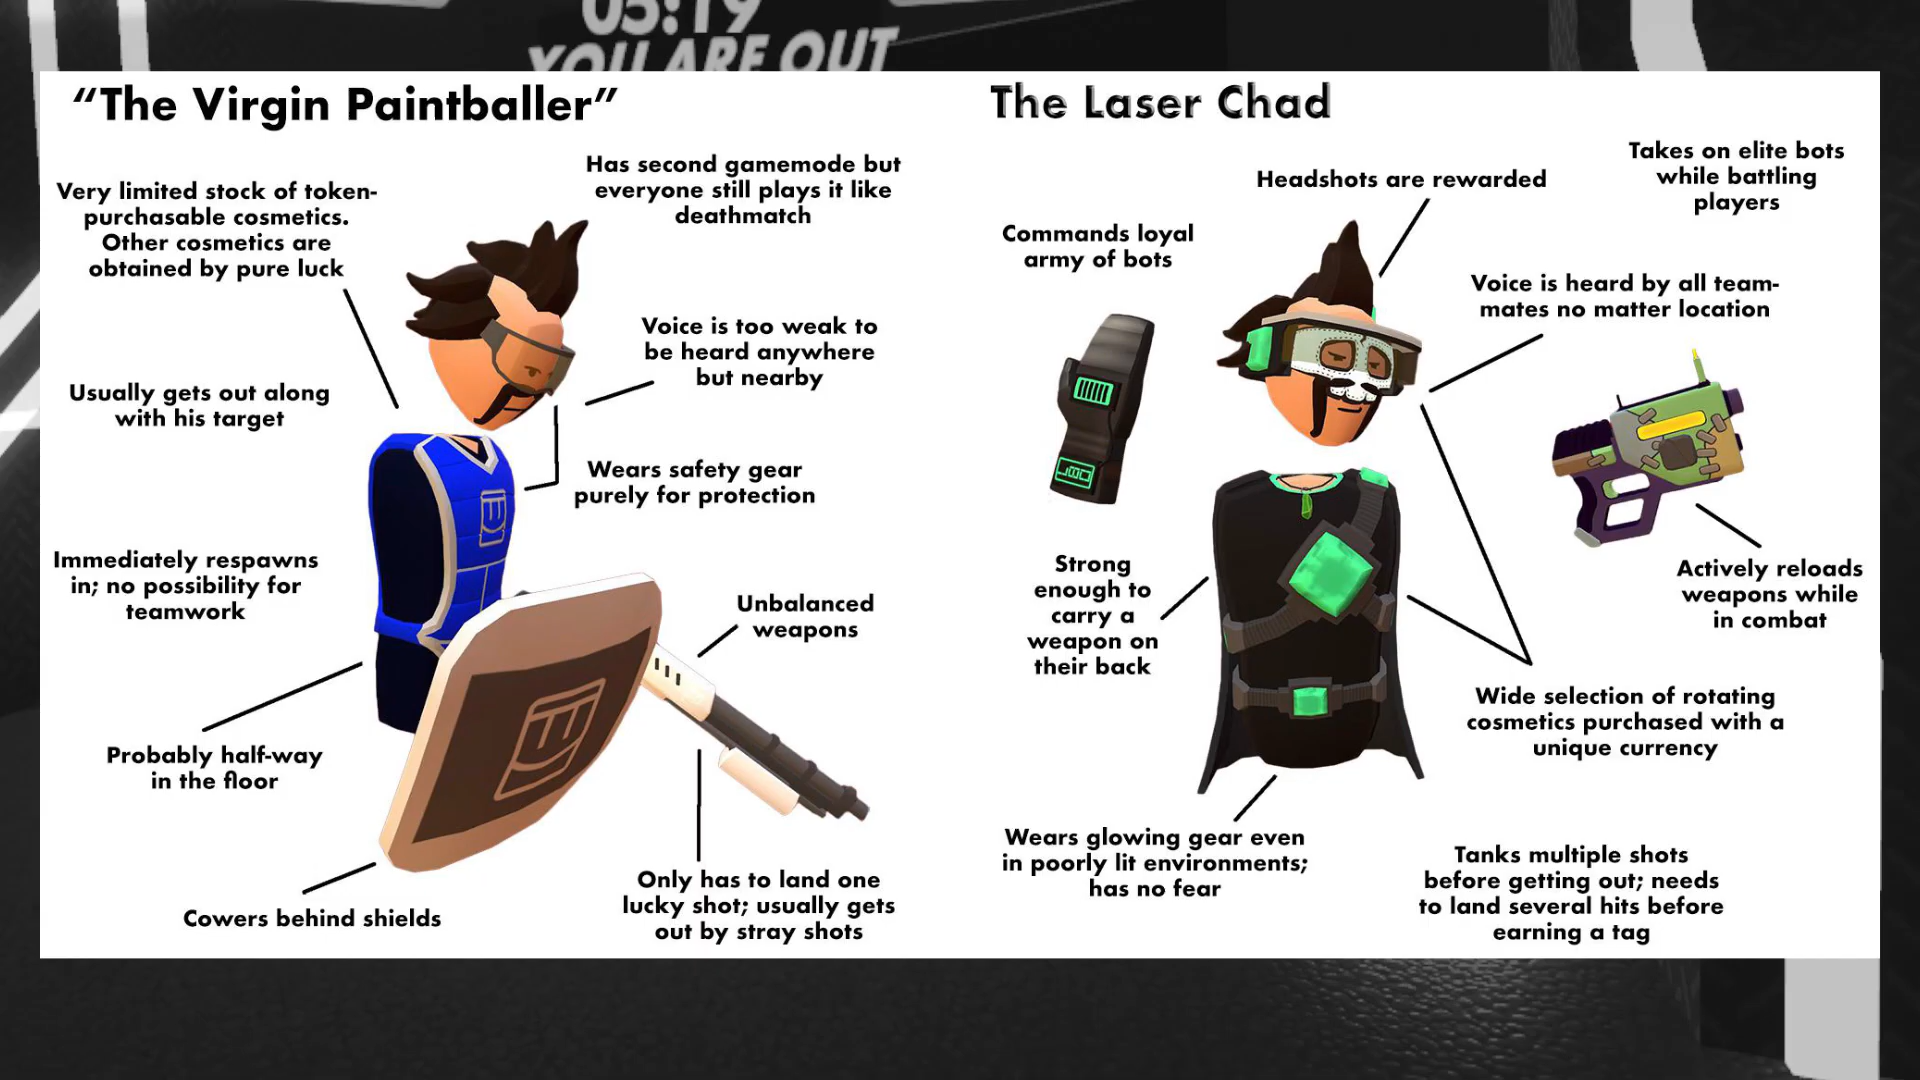 05:19
YOU ARE OUT
“The Virgin Paintballer”
Very limited stock of token-
purchasable cosmetics.
Other cosmetics are
obtained by pure luck
Has second gamemode but
everyone still plays it like
deathmatch
Voice is too weak to
be heard anywhere
but nearby
Usually gets out along
with his target
Wears safety gear
purely for protection
Immediately respawns
in; no possibility for
teamwork
Unbalanced
weapons
Probably half-way
in the floor
Cowers behind shields
Only has to land one
lucky shot; usually gets
out by stray shots
The Laser Chad
Headshots are rewarded
Takes on elite bots
while battling
players
Commands loyal
army of bots
Voice is heard by all team-
mates no matter location
Strong
enough to
carry a
weapon on
their back
Actively reloads
weapons while
in combat
Wide selection of rotating
cosmetics purchased with a
unique currency
Wears glowing gear even
in poorly lit environments;
has no fear
Tanks multiple shots
before getting out; needs
to land several hits before
earning a tag